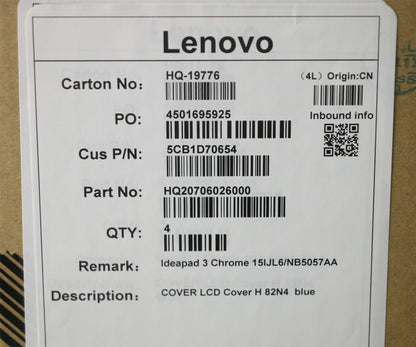 Lenovo
Carton No: HQ-19776 (4L) Origin:CN
PO: 4501695925 Inbound info
Cus P/N: 5CB1D70654
Part No: HQ20706026000
QTY: 4
Remark: Ideapad 3 Chrome 15IJL6/NB5057AA
Description: COVER LCD Cover H 82N4 blue